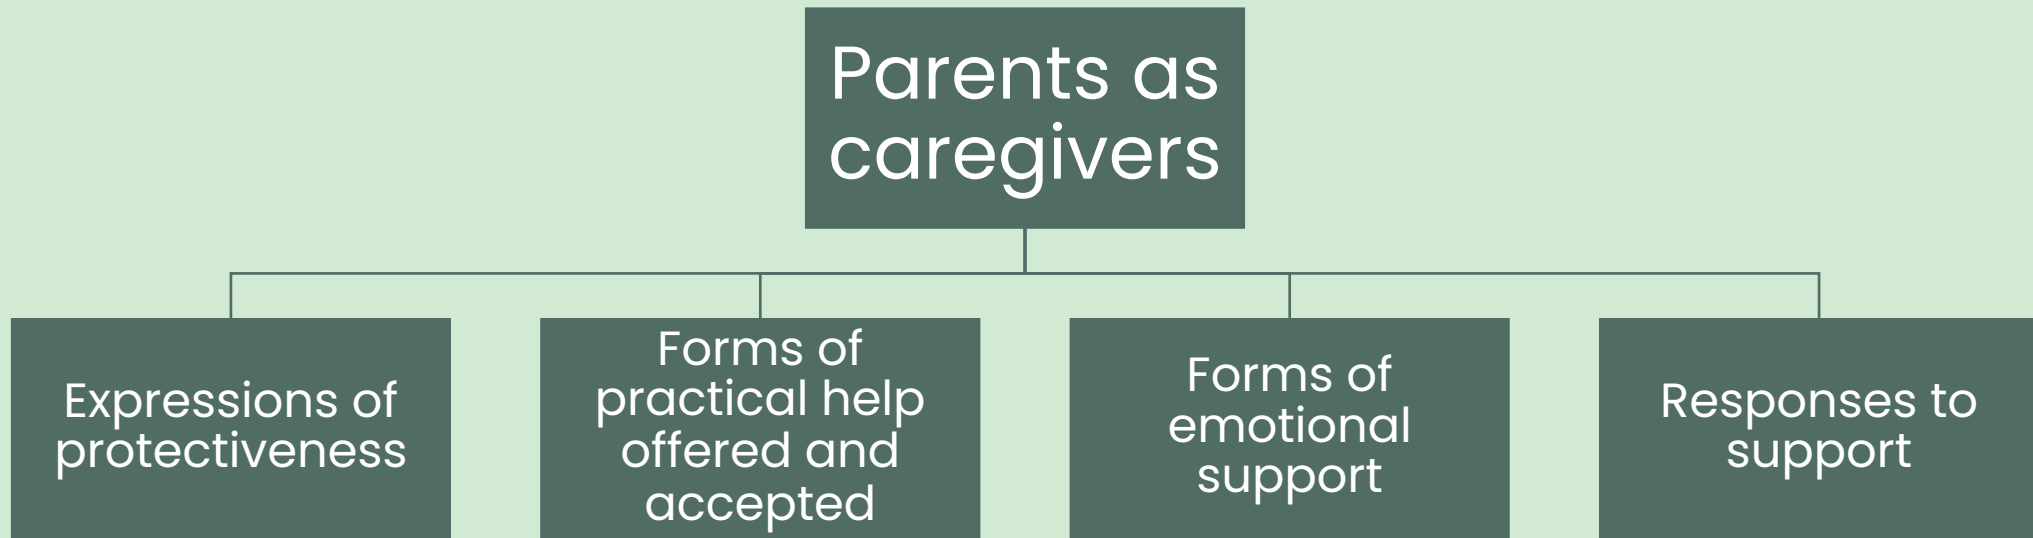 Parents as
caregivers
Expressions of
protectiveness
Forms of
practical help
offered and
accepted
Forms of
emotional
support
Responses to
support